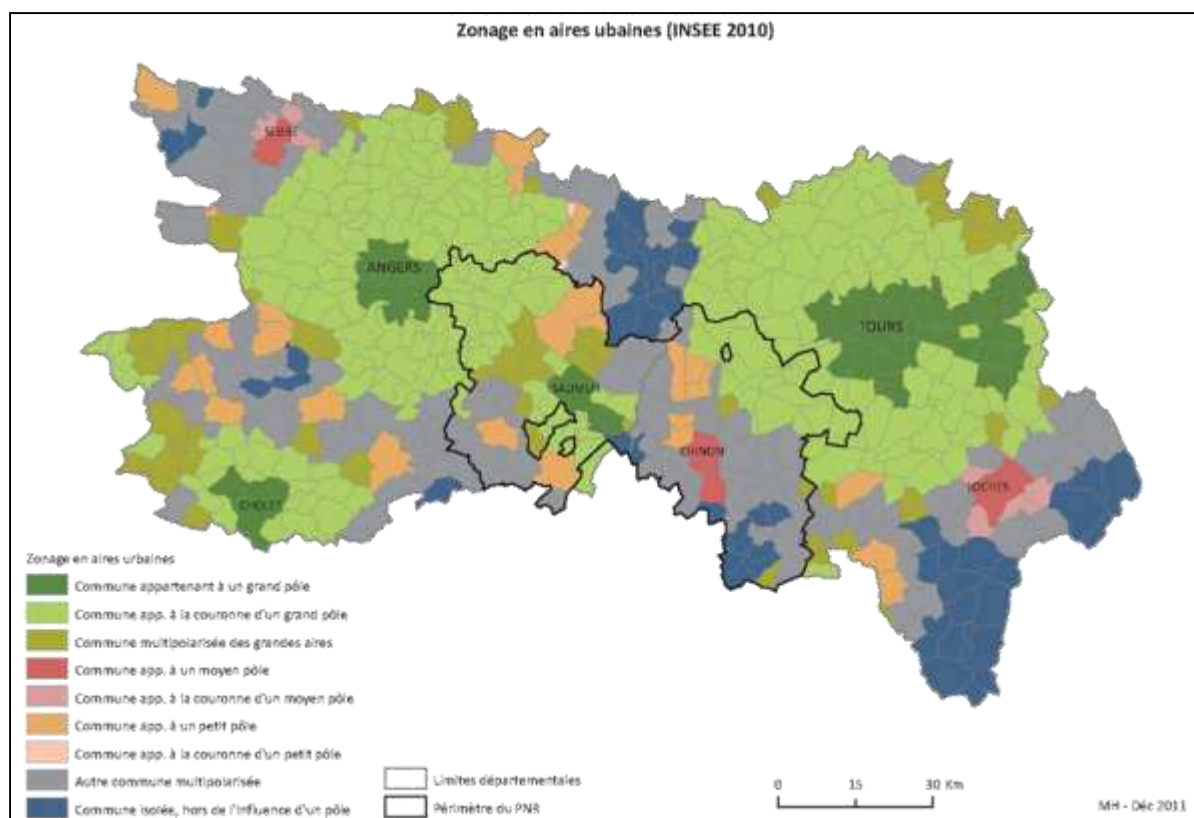 Zonage en aires ubaines (INSEE 2010)
SEGRE
ANGERS
TOURS
SAUMUR
CHINON
LOCHES
CHOLET
Zonage en aires urbaines
Commune appartenant à un grand pôle
Commune app. à la couronne d'un grand pôle
Commune multipolarisée des grandes aires
Commune app. à un moyen pôle
Commune app. à la couronne d'un moyen pôle
Commune app. à un petit pôle
Commune app. à la couronne d'un petit pôle
Autre commune multipolarisée
Commune isolée, hors de l'influence d'un pôle
Limites départementales
Périmètre du PNR
0 15 30 Km
MH - Déc 2011